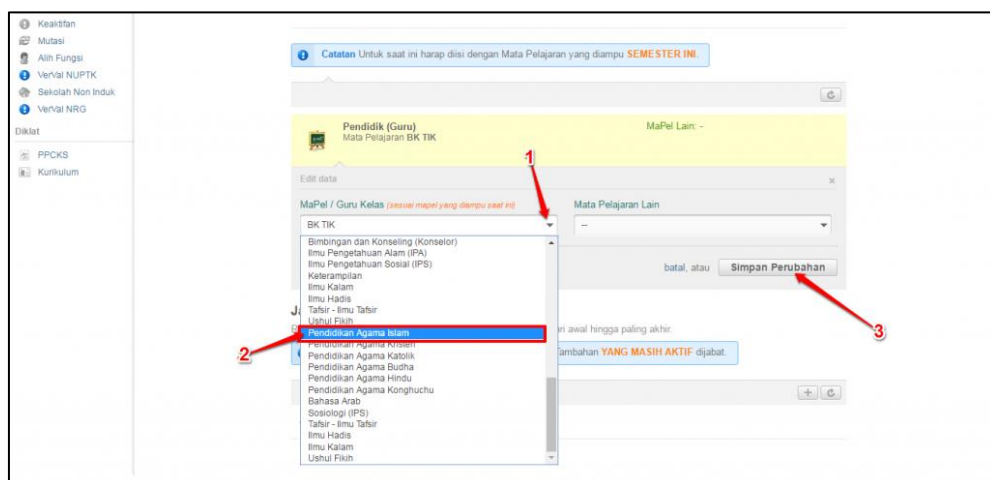 Keaktifan
Mutasi
Alih Fungsi
VerVal NUPTK
Sekolah Non Induk
VerVal NRG
Diklat
PPCKS
Kurikulum
Catatan Untuk saat ini harap diisi dengan Mata Pelajaran yang diampu SEMESTER INI.
Pendidik (Guru)
Mata Pelajaran BK TIK
MaPel Lain: -
1
Edit data
×
MaPel / Guru Kelas (sesuai mapel yang diampu saat ini)
Mata Pelajaran Lain
BK TIK
--
Bimbingan dan Konseling (Konselor)
Ilmu Pengetahuan Alam (IPA)
Ilmu Pengetahuan Sosial (IPS)
Keterampilan
Ilmu Kalam
Ilmu Hadis
Tafsir - Ilmu Tafsir
Ushul Fikih
Pendidikan Agama Islam
Pendidikan Agama Kristen
Pendidikan Agama Katolik
Pendidikan Agama Budha
Pendidikan Agama Hindu
Pendidikan Agama Konghuchu
Bahasa Arab
Sosiologi (IPS)
Tafsir - Ilmu Tafsir
Ilmu Hadis
Ilmu Kalam
Ushul Fikih
batal, atau Simpan Perubahan
2
3
awal hingga paling akhir.
Tambahan YANG MASIH AKTIF dijabat.
+